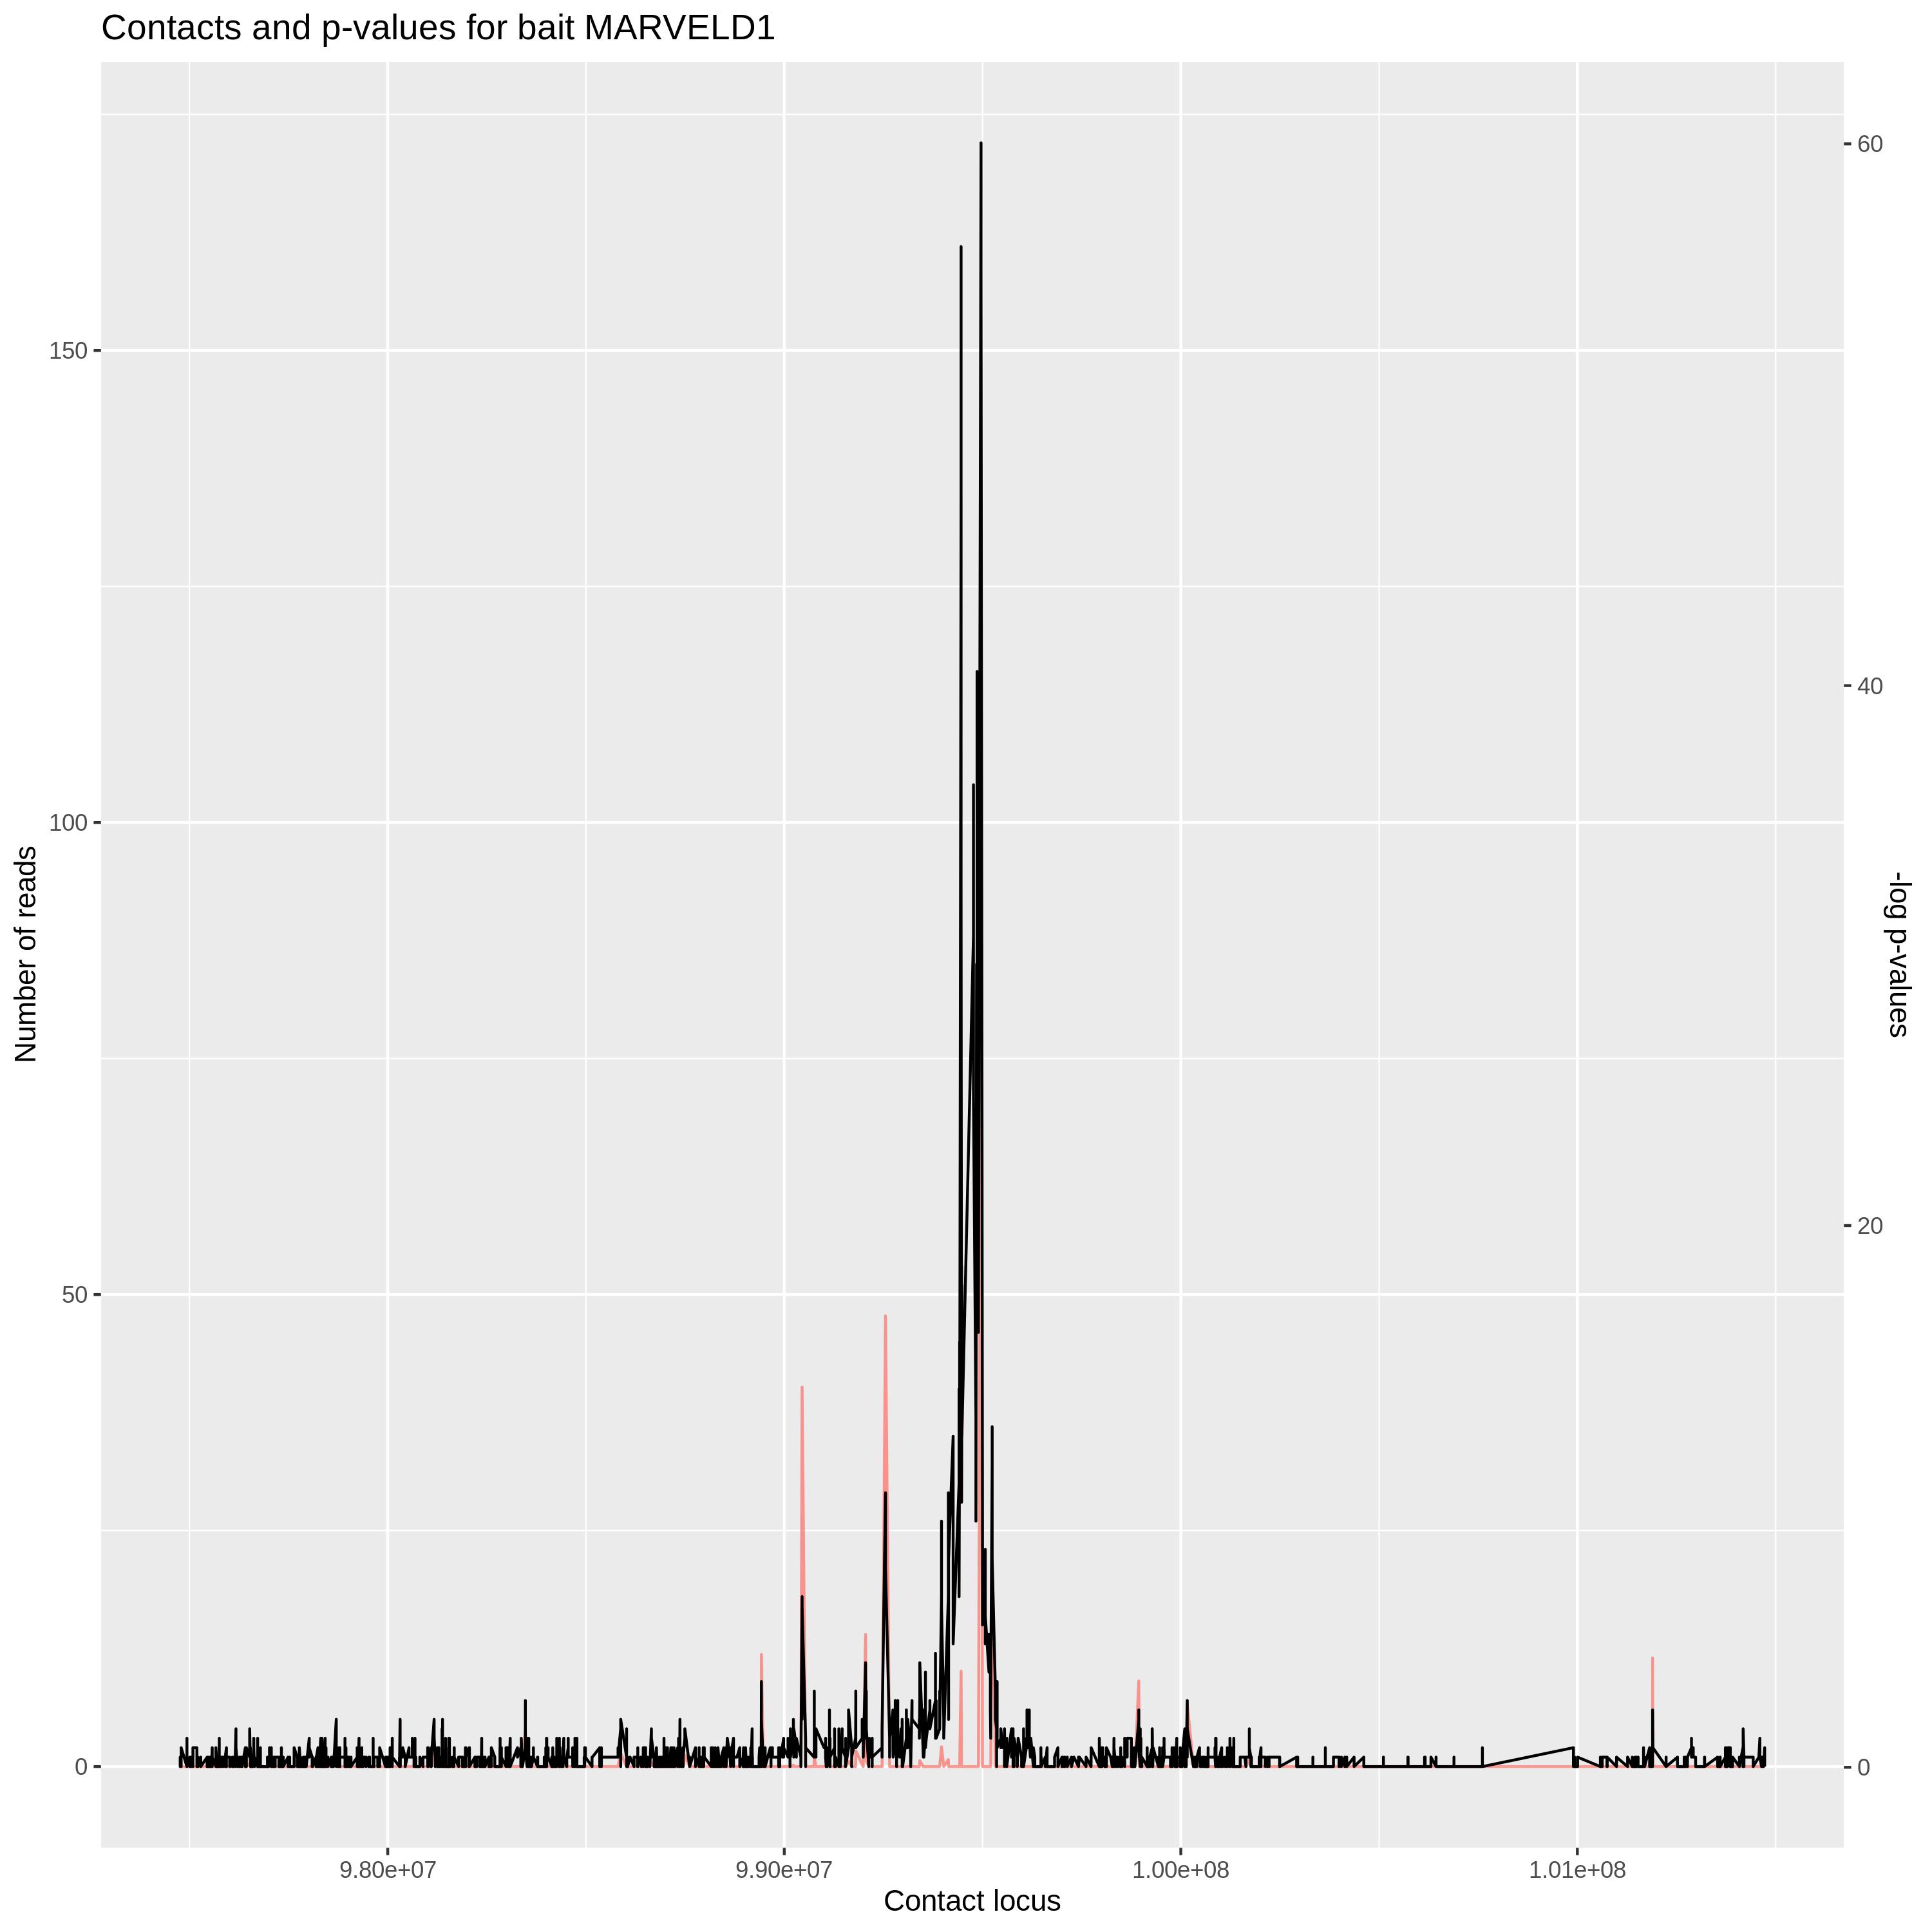 Contacts and p-values for bait MARVELD1
Number of reads
150
100
50
0
60
40
20
0
-log p-values
9.80e+07
9.90e+07
1.00e+08
1.01e+08
Contact locus